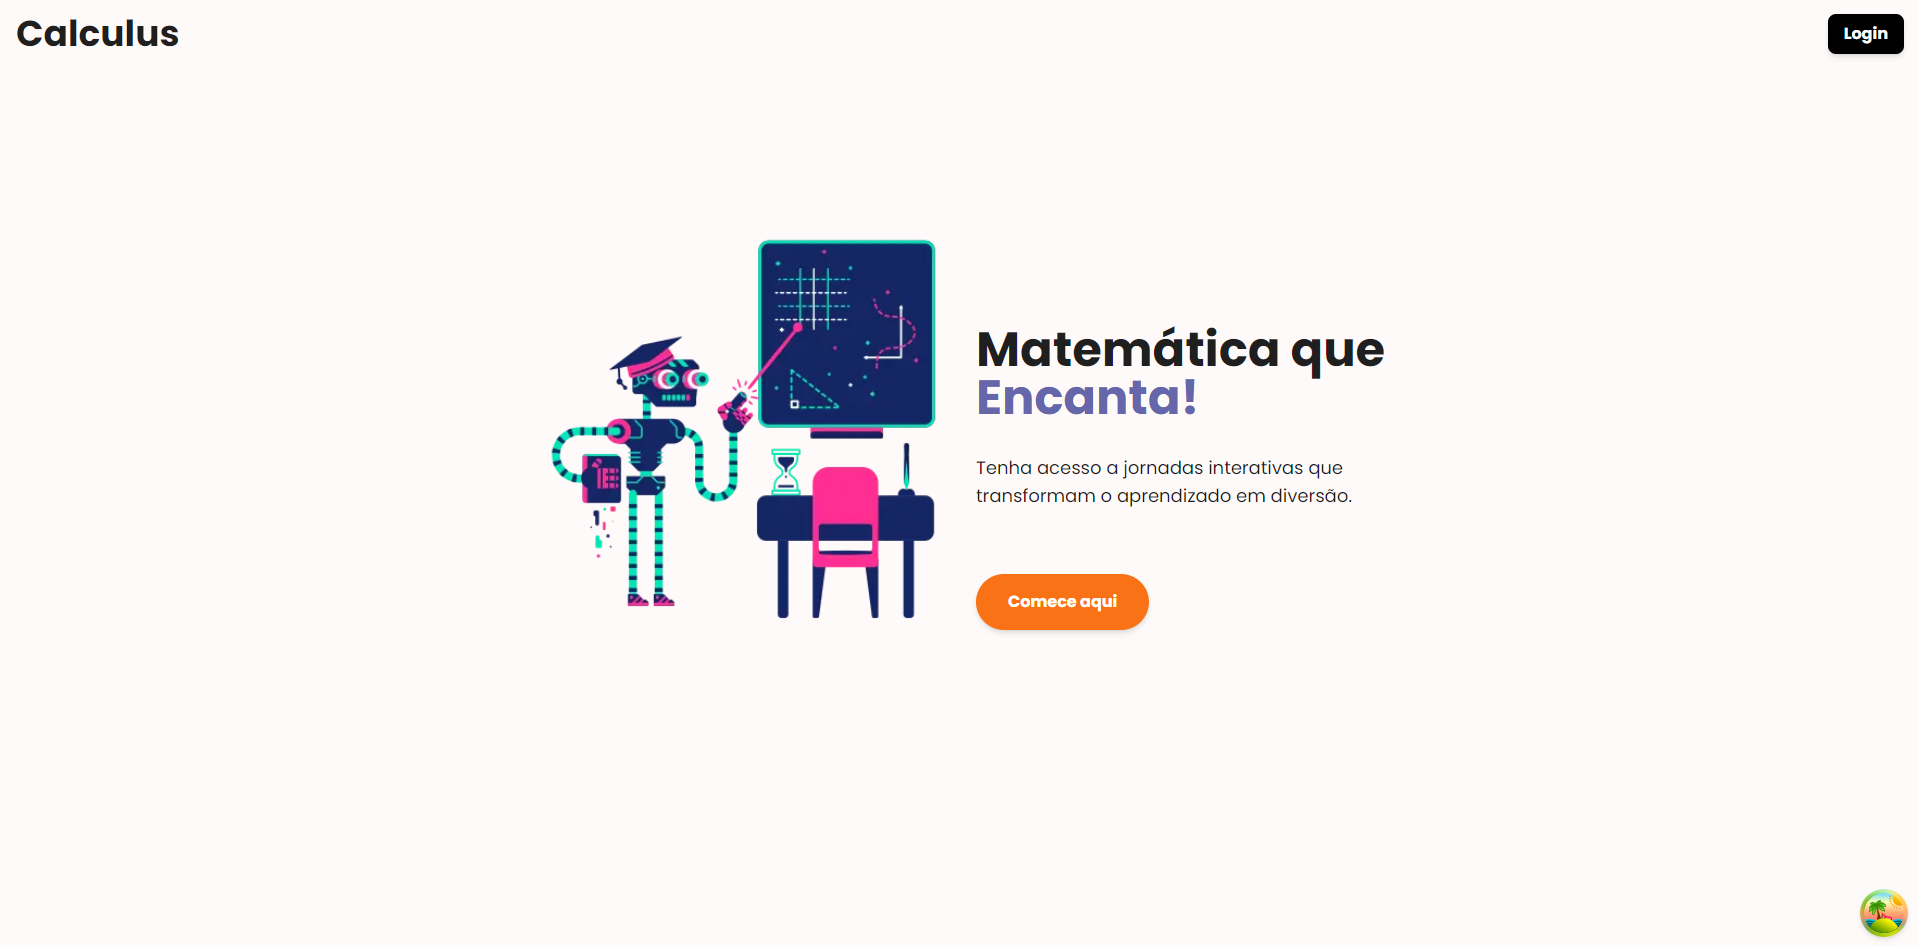 Calculus
Login
Matemática que
Encanta!
Tenha acesso a jornadas interativas que
transformam o aprendizado em diversão.
Comece aqui